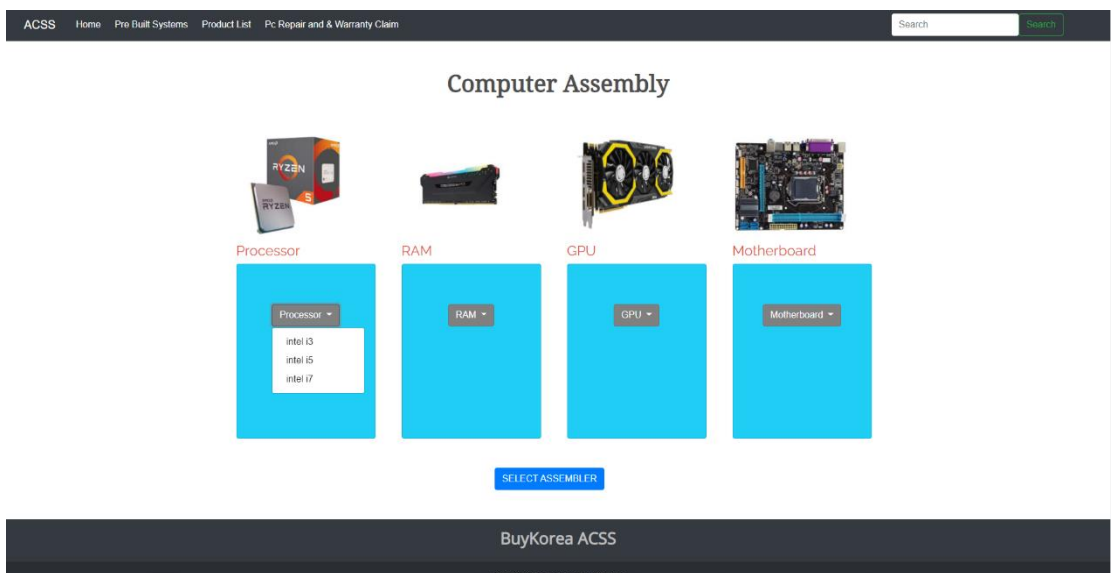 ACSS Home Pre Built Systems Product List Pc Repair and & Warranty Claim Search Search
Computer Assembly
RYZEN
5
RYZEN
Processor RAM GPU Motherboard
Processor RAM GPU Motherboard
intel i3
intel i5
intel i7
SELECT ASSEMBLER
BuyKorea ACSS